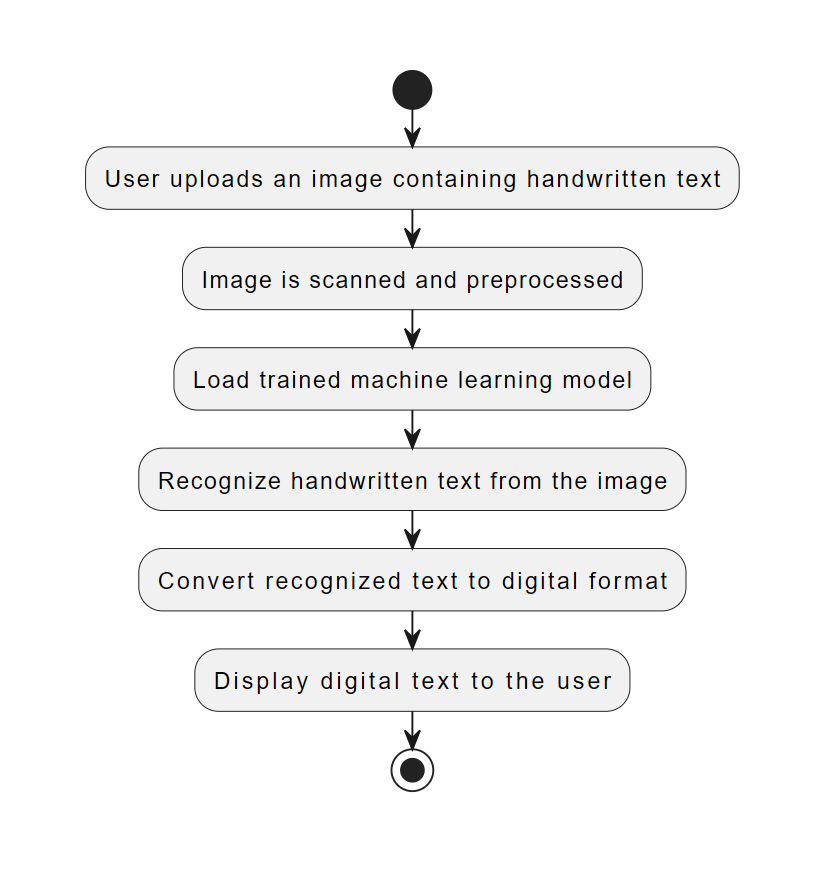 User uploads an image containing handwritten text
Image is scanned and preprocessed
Load trained machine learning model
Recognize handwritten text from the image
Convert recognized text to digital format
Display digital text to the user